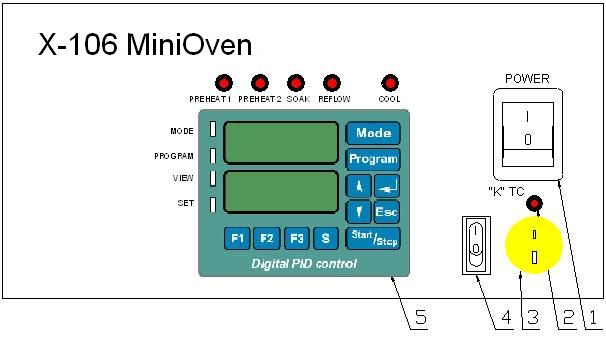 X-106 MiniOven
POWER
PREHEAT 1 PREHEAT 2 SOAK REFLOW COOL
I
0
MODE
PROGRAM
VIEW
SET
Mode
Program
Esc
F1 F2 F3 S Start/Stop
Digital PID control
"K" TC
I
0
5 4 3 2 1